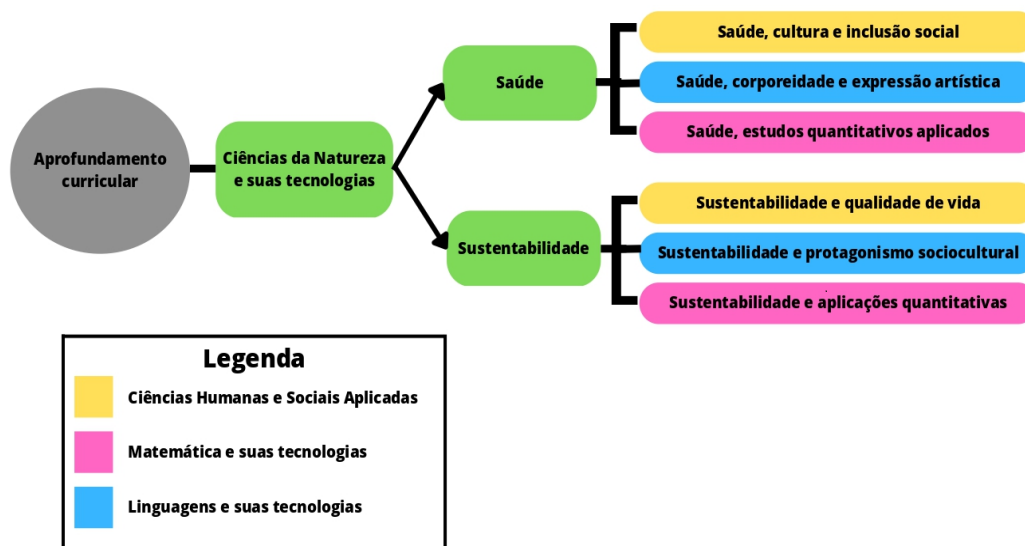 Aprofundamento
curricular
Ciências da Natureza
e suas tecnologias
Saúde
Saúde, cultura e inclusão social
Saúde, corporeidade e expressão artística
Saúde, estudos quantitativos aplicados
Sustentabilidade
Sustentabilidade e qualidade de vida
Sustentabilidade e protagonismo sociocultural
Sustentabilidade e aplicações quantitativas
Legenda
Ciências Humanas e Sociais Aplicadas
Matemática e suas tecnologias
Linguagens e suas tecnologias